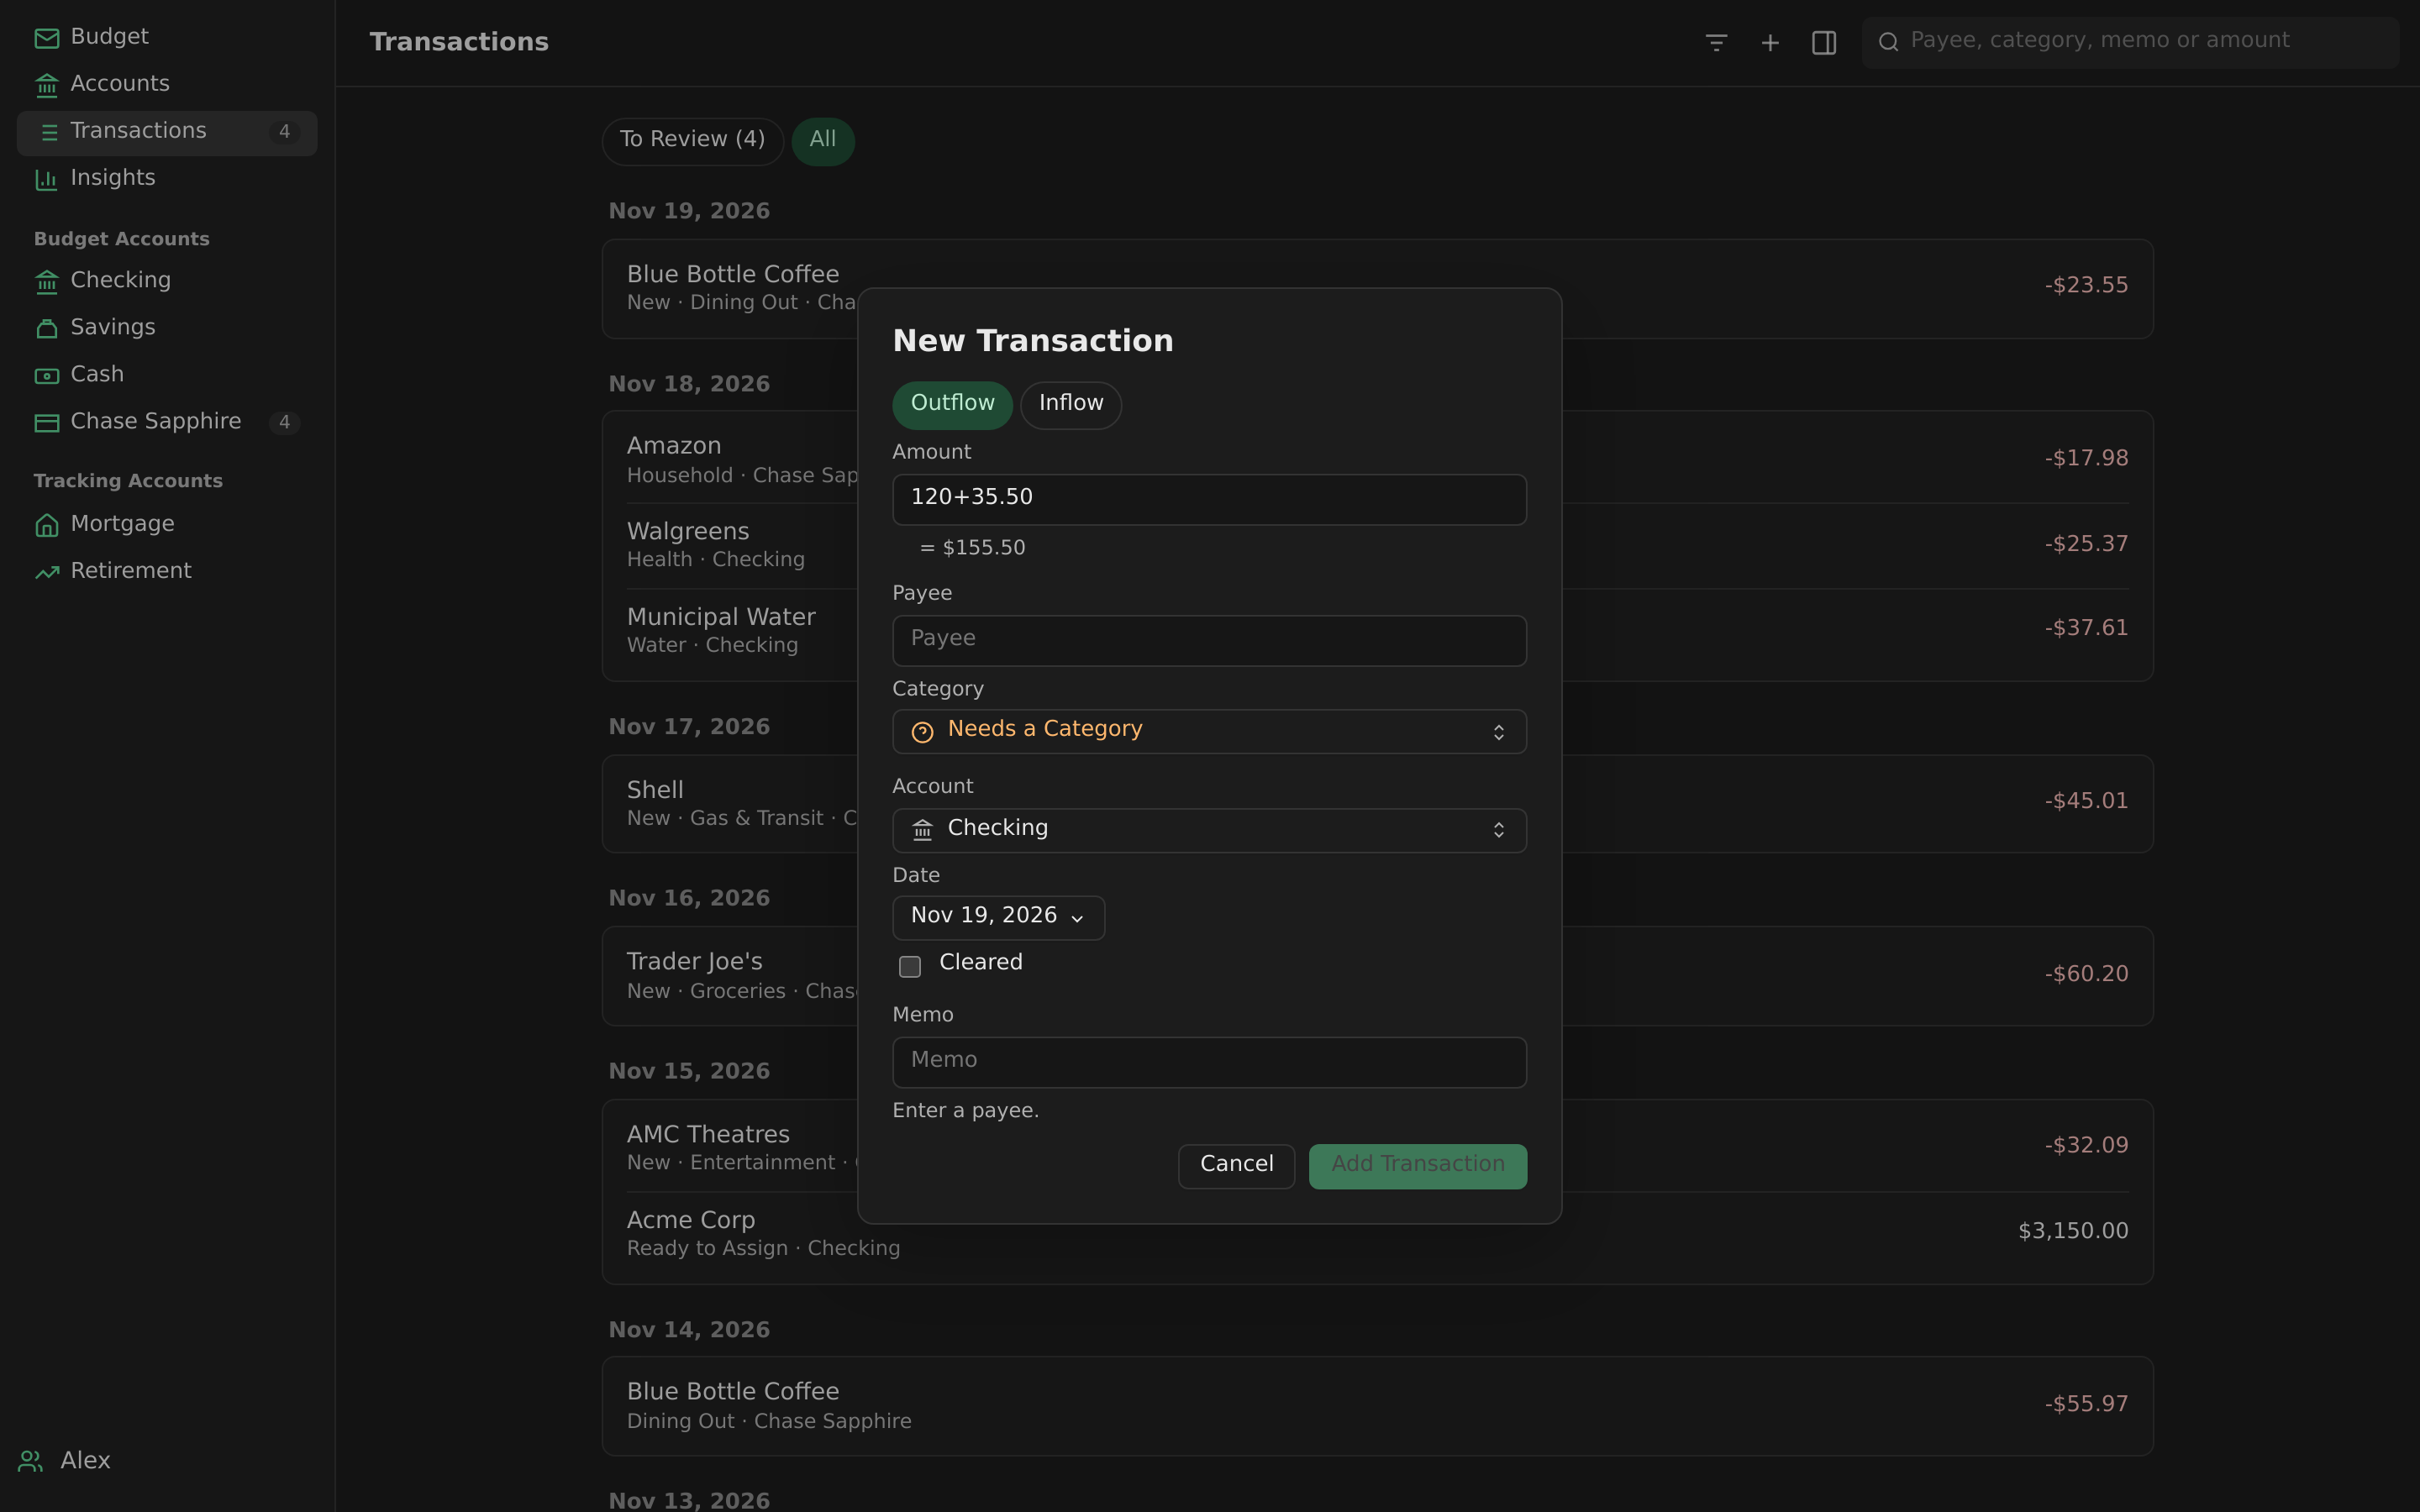 Budget
Accounts
Transactions 4
Insights
Budget Accounts
Checking
Savings
Cash
Chase Sapphire 4
Tracking Accounts
Mortgage
Retirement
Alex
Transactions
Payee, category, memo or amount
To Review (4) All
Nov 19, 2026
Blue Bottle Coffee
New · Dining Out · Cha
-$23.55
Nov 18, 2026
Amazon
Household · Chase Sap
-$17.98
Walgreens
Health · Checking
-$25.37
Municipal Water
Water · Checking
-$37.61
Nov 17, 2026
Shell
New · Gas & Transit · C
-$45.01
Nov 16, 2026
Trader Joe's
New · Groceries · Chas
-$60.20
Nov 15, 2026
AMC Theatres
New · Entertainment ·
-$32.09
Acme Corp
Ready to Assign · Checking
$3,150.00
Nov 14, 2026
Blue Bottle Coffee
Dining Out · Chase Sapphire
-$55.97
Nov 13, 2026
New Transaction
Outflow Inflow
Amount
120+35.50
= $155.50
Payee
Payee
Category
Needs a Category
Account
Checking
Date
Nov 19, 2026
Cleared
Memo
Memo
Enter a payee.
Cancel Add Transaction